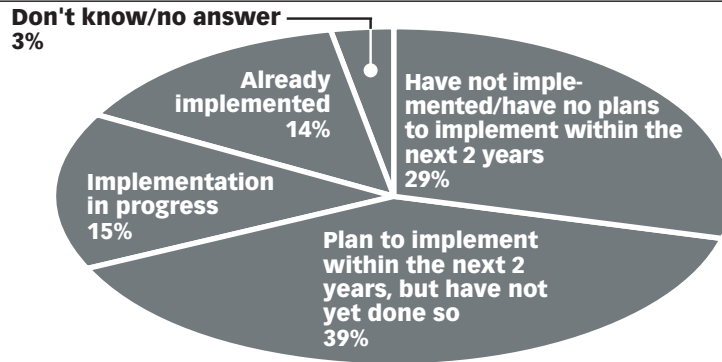 Don't know/no answer
3%
Already
implemented
14%
Have not imple-
mented/have no plans
to implement within the
next 2 years
29%
Implementation
in progress
15%
Plan to implement
within the next 2
years, but have not
yet done so
39%